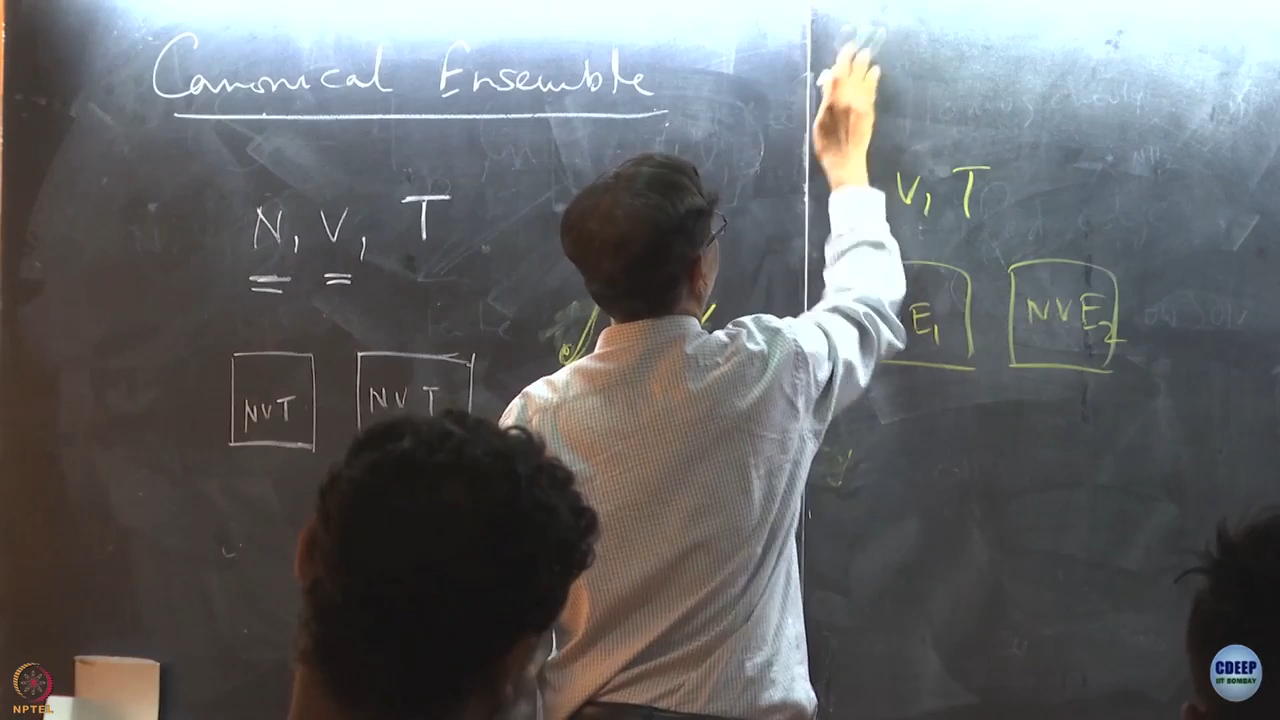 Canonical Ensemble
N, V, T
V, T
NVT
NVT
E₁
NVE₂
NPTEL
CDEEP
IIT BOMBAY